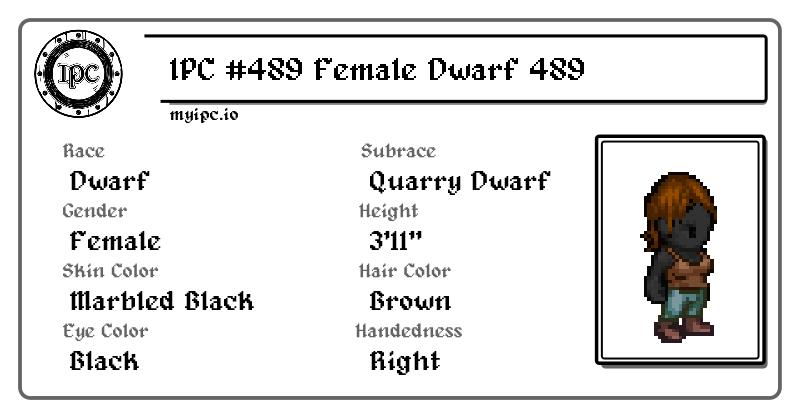 IPC
IPC #489 Female Dwarf 489
myipc.io
Race
Dwarf
Subrace
Quarry Dwarf
Gender
Female
Height
3'11"
Skin Color
Marbled Black
Hair Color
Brown
Eye Color
Black
Handedness
Right